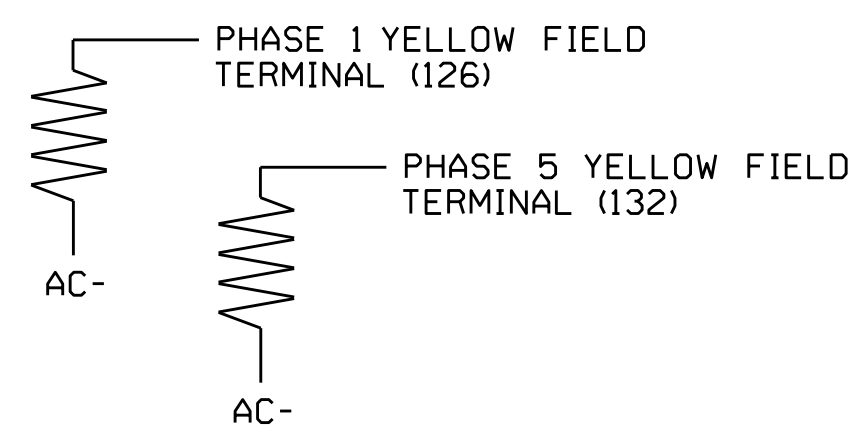 PHASE 1 YELLOW FIELD
TERMINAL (126)
PHASE 5 YELLOW FIELD
TERMINAL (132)
AC-
AC-